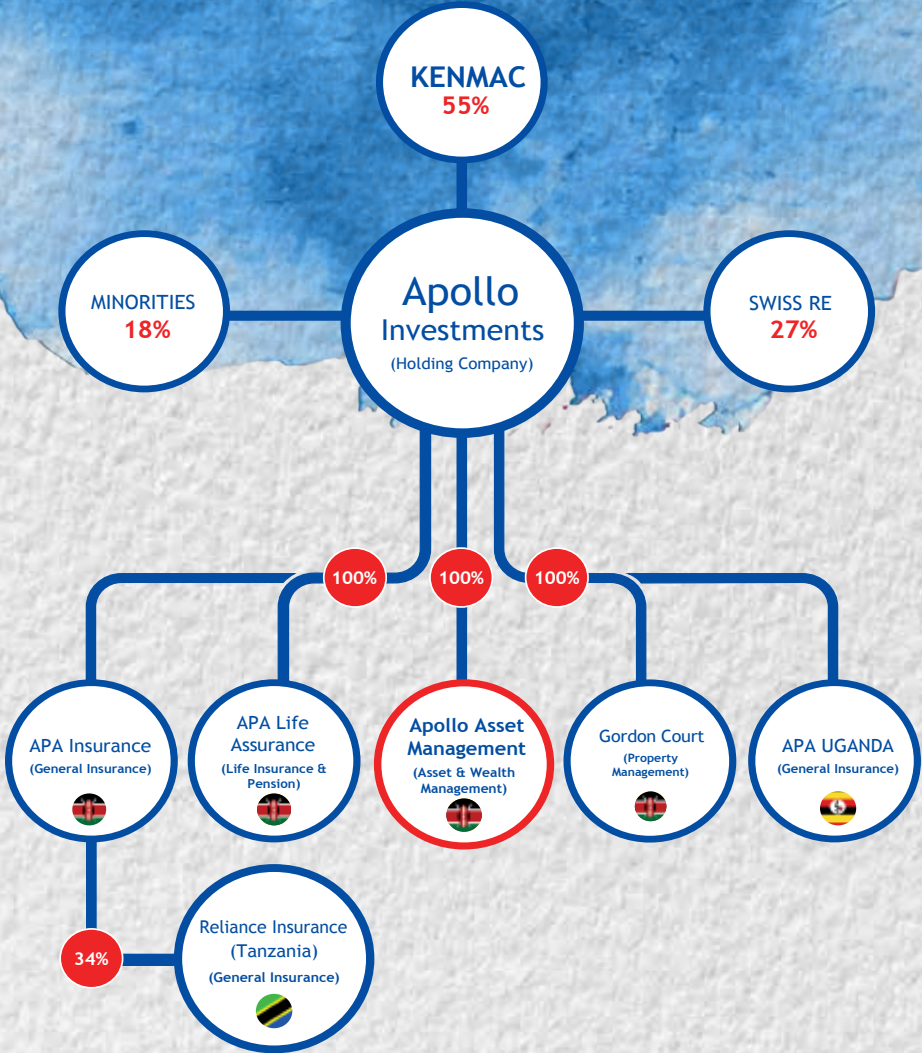 KENMAC
55%
MINORITIES
18%
Apollo
Investments
(Holding Company)
SWISS RE
27%
100%
100%
100%
APA Insurance
(General Insurance)
APA Life
Assurance
(Life Insurance &
Pension)
Apollo Asset
Management
(Asset & Wealth
Management)
Gordon Court
(Property
Management)
APA UGANDA
(General Insurance)
34%
Reliance Insurance
(Tanzania)
(General Insurance)